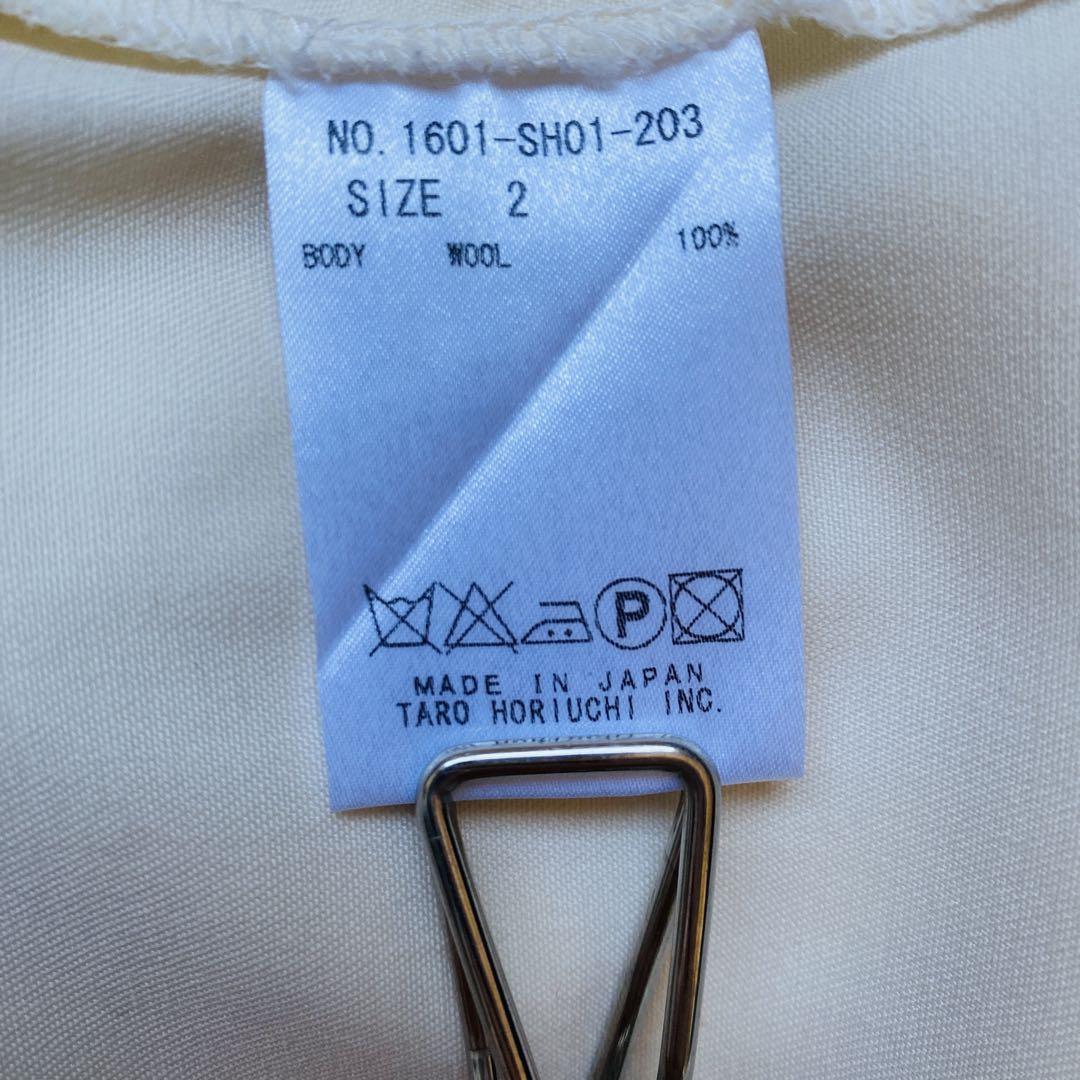 NO. 1601-SH01-203
SIZE 2
BODY WOOL 100%
P
MADE IN JAPAN
TARO HORIUCHI INC.